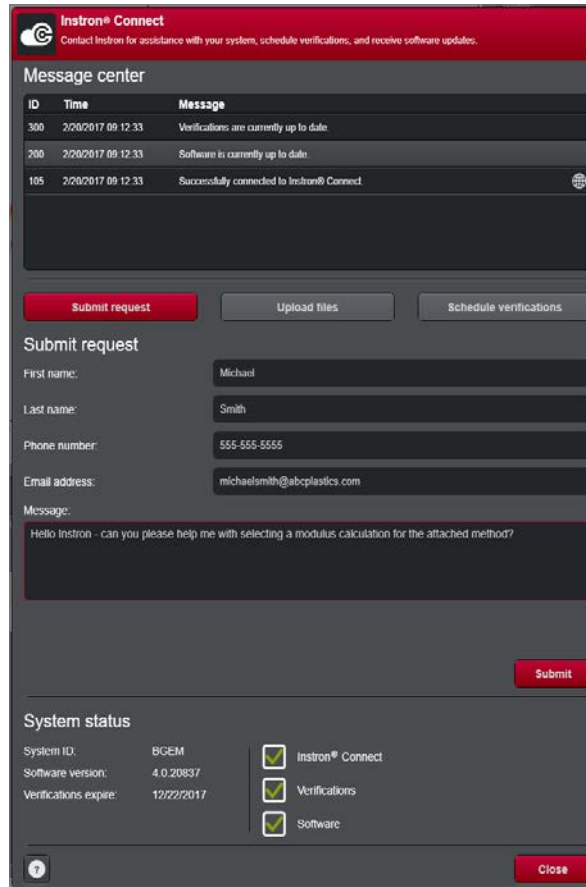 Instron® Connect
Contact Instron for assistance with your system, schedule verifications, and receive software updates.
Message center
ID Time Message
300 2/20/2017 09:12:33 Verifications are currently up to date.
200 2/20/2017 09:12:33 Software is currently up to date.
105 2/20/2017 09:12:33 Successfully connected to Instron® Connect.
Submit request Upload files Schedule verifications
Submit request
First name: Michael
Last name: Smith
Phone number: 555-555-5555
Email address: michaelsmith@abcplastics.com
Message:
Hello Instron - can you please help me with selecting a modulus calculation for the attached method?
Submit
System status
System ID: BGEM
Software version: 4.0.20837
Verifications expire: 12/22/2017
Instron® Connect
Verifications
Software
?
Close